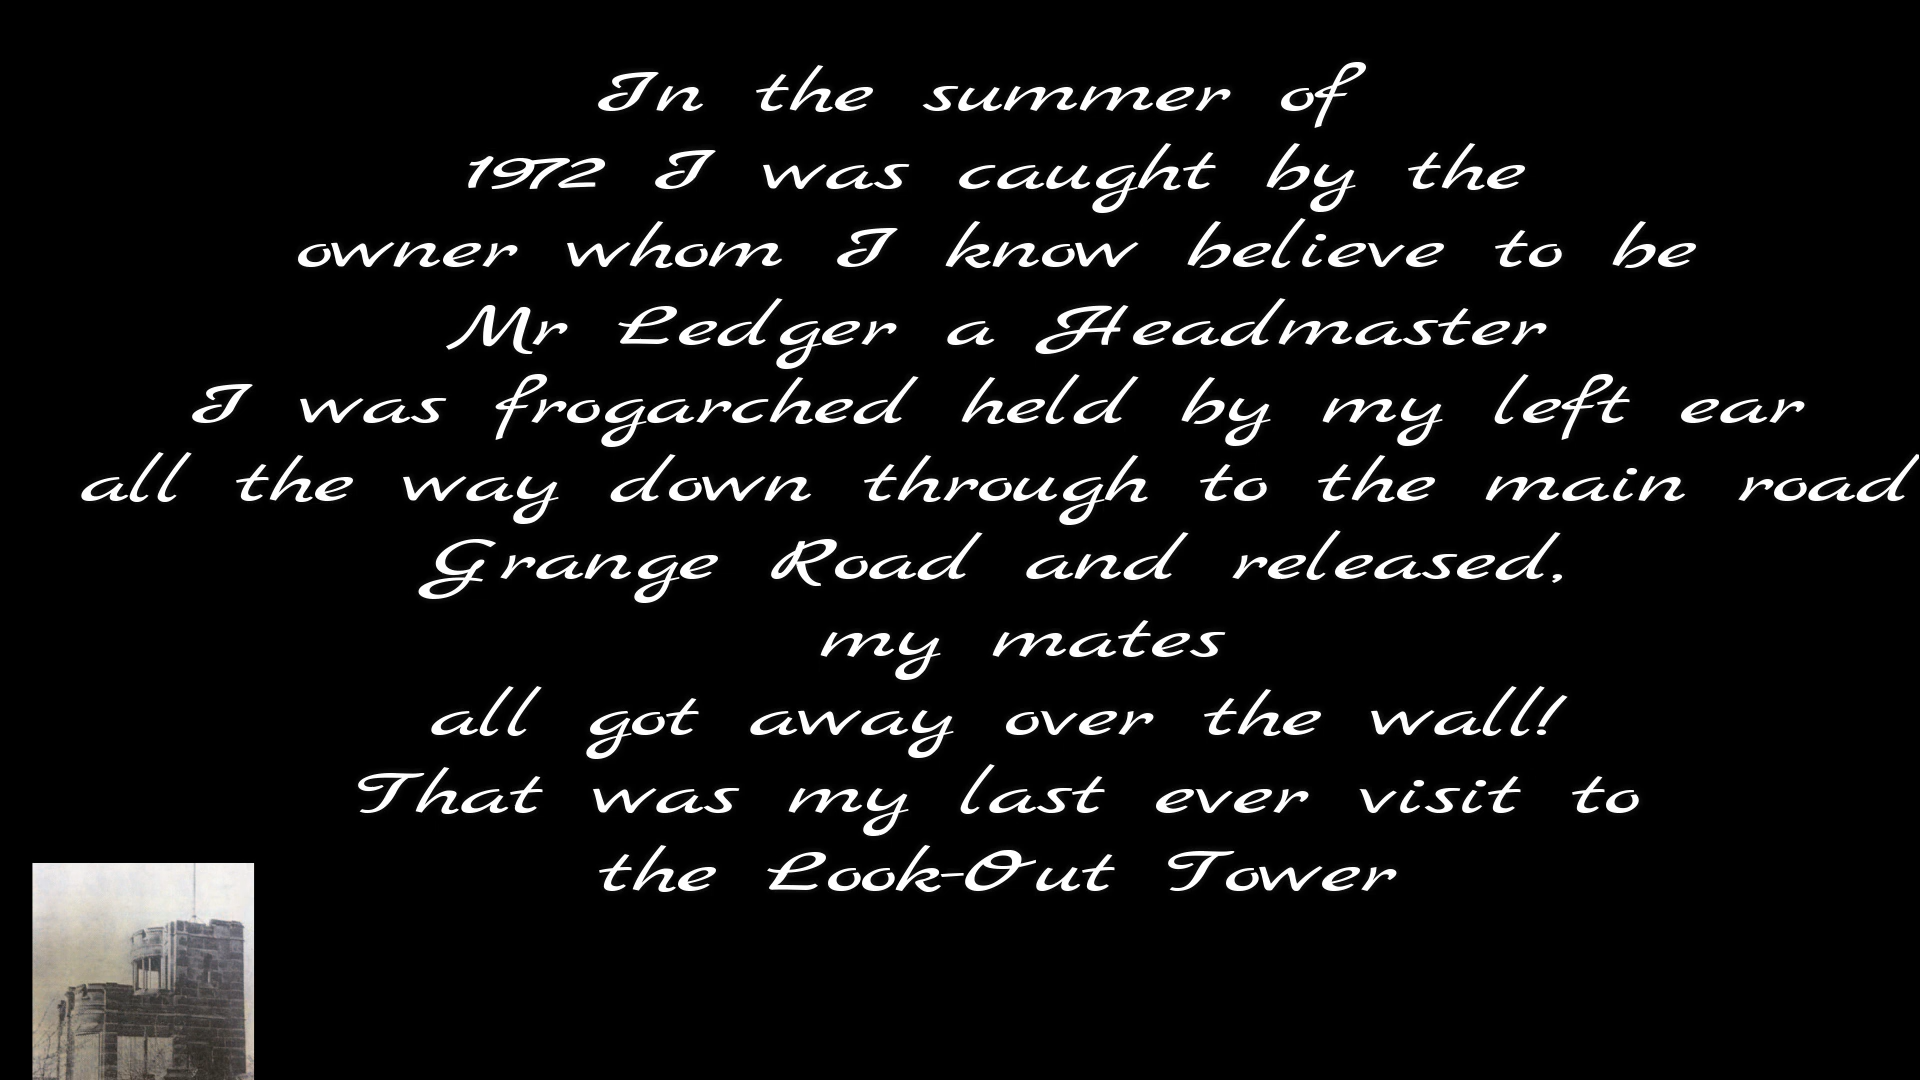 In the summer of
1972 I was caught by the
owner whom I know believe to be
Mr Ledger a Headmaster
I was frogarched held by my left ear
all the way down through to the main road
Grange Road and released,
my mates
all got away over the wall!
That was my last ever visit to
the Look-Out Tower